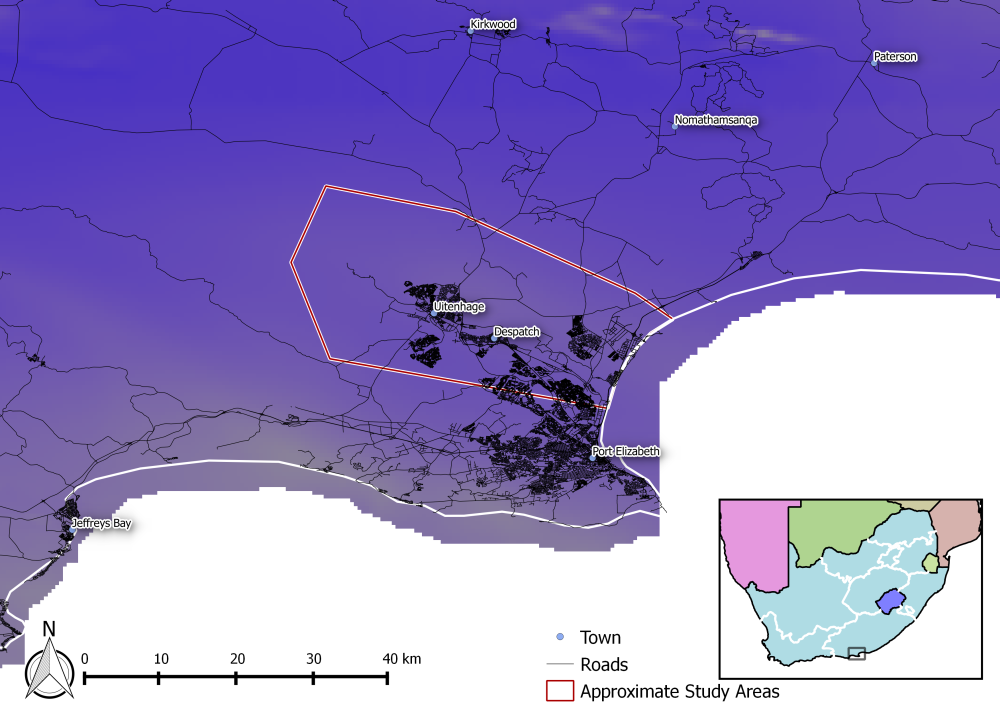 Kirkwood
Paterson
Nomathamsanqa
Uitenhage
Despatch
Port Elizabeth
Jeffreys Bay
N
0 10 20 30 40 km
Town
Roads
Approximate Study Areas